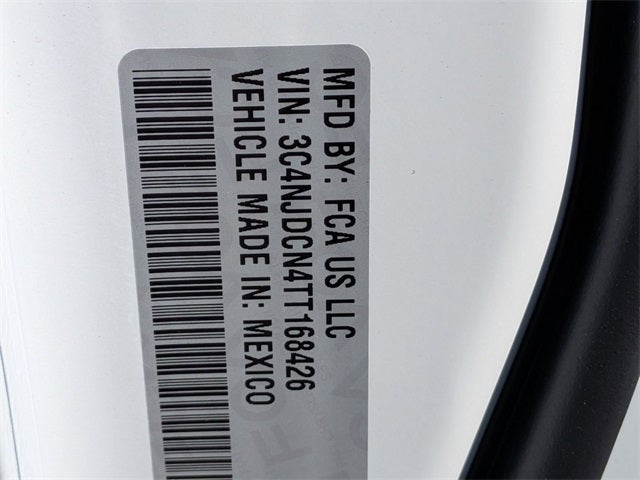 MFD BY: FCA US LLC
VIN: 3C4NJDCN4TT168426
VEHICLE MADE IN: MEXICO